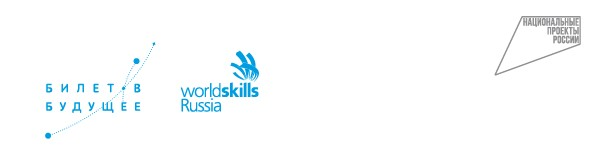 БИЛЕТ В
БУДУЩЕЕ
worldskills
Russia
НАЦИОНАЛЬНЫЕ
ПРОЕКТЫ
РОССИИ